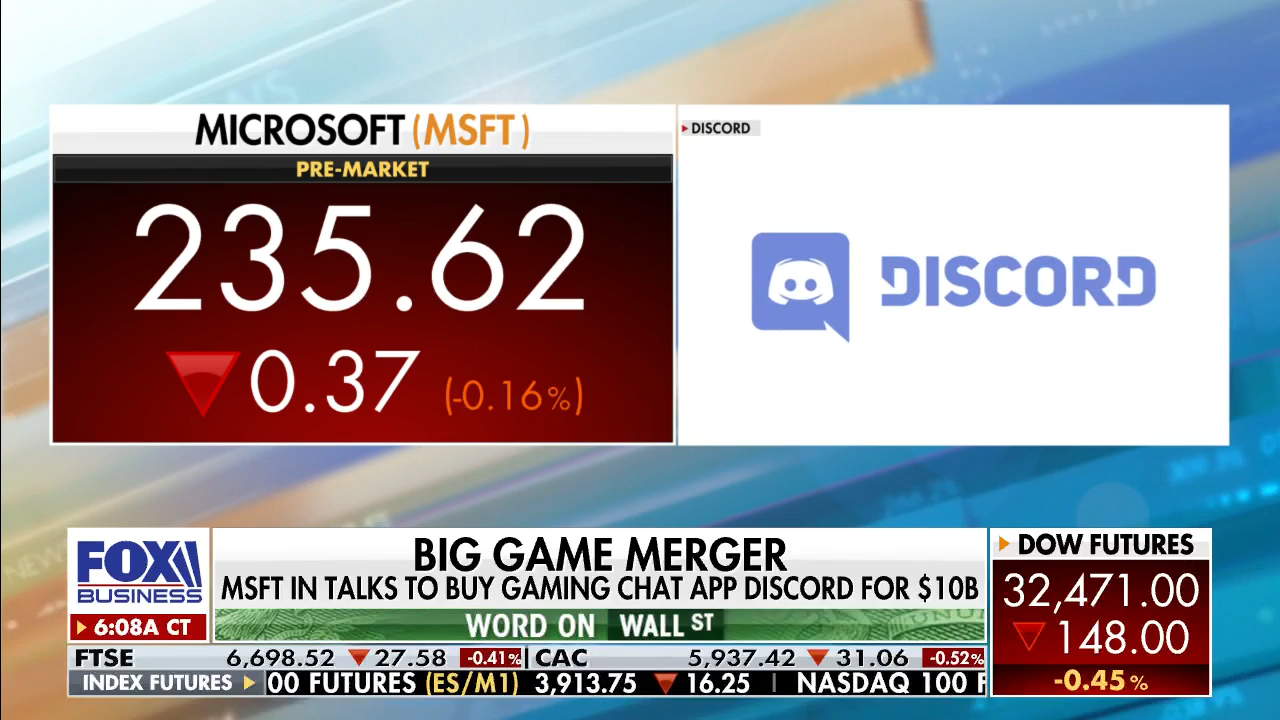 MICROSOFT (MSFT)
PRE-MARKET
235.62
▼ 0.37 (-0.16%)
DISCORD
DISCORD
BIG GAME MERGER
MSFT IN TALKS TO BUY GAMING CHAT APP DISCORD FOR $10B
WORD ON WALL ST
FOX BUSINESS
6:08A CT
DOW FUTURES
32,471.00
▼ 148.00
-0.45%
FTSE 6,698.52 ▼ 27.58 -0.41% CAC 5,937.42 ▼ 31.06 -0.52%
INDEX FUTURES 00 FUTURES (ES/M1) 3,913.75 ▼ 16.25 | NASDAQ 100 F